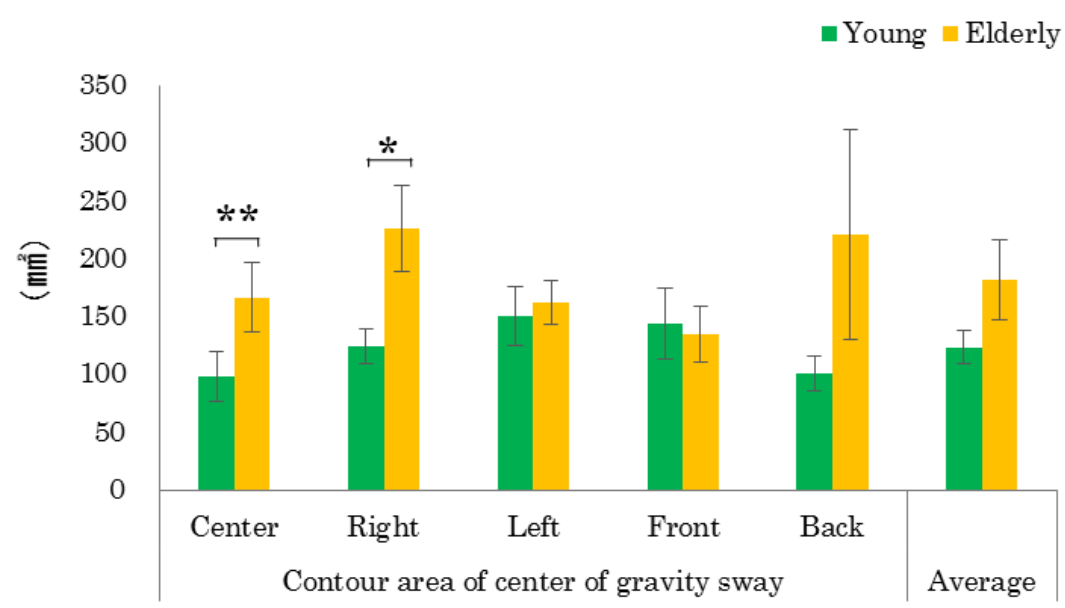 Young Elderly
350
300
250
200
150
100
50
0
(mm²)
**
*
Center Right Left Front Back
Contour area of center of gravity sway Average